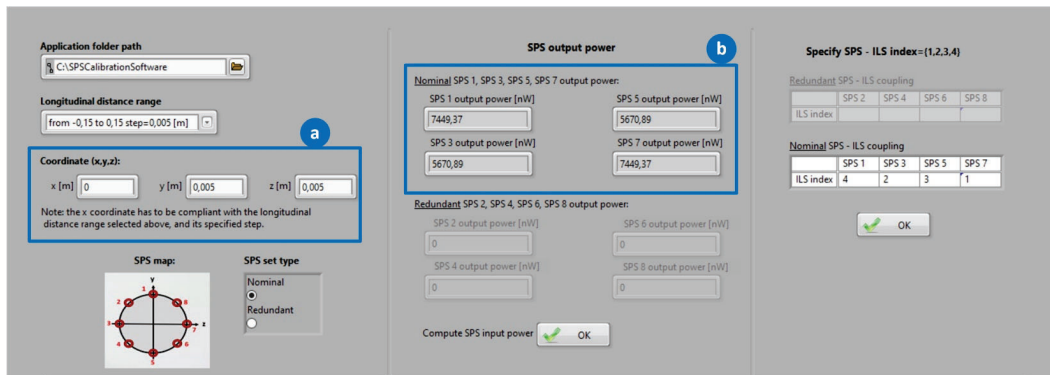 Application folder path
C:\SPSCalibrationSoftware
Longitudinal distance range
from -0,15 to 0,15 step=0,005 [m]
a
Coordinate (x,y,z):
x [m] 0 y [m] 0,005 z [m] 0,005
Note: the x coordinate has to be compliant with the longitudinal
distance range selected above, and its specified step.
SPS map:
y
1
2
8
3
z
7
4
6
5
SPS set type
Nominal
Redundant
SPS output power
b
Nominal SPS 1, SPS 3, SPS 5, SPS 7 output power:
SPS 1 output power [nW] SPS 5 output power [nW]
7449,37 5670,89
SPS 3 output power [nW] SPS 7 output power [nW]
5670,89 7449,37
Redundant SPS 2, SPS 4, SPS 6, SPS 8 output power:
SPS 2 output power [nW] SPS 6 output power [nW]
0 0
SPS 4 output power [nW] SPS 8 output power [nW]
0 0
Compute SPS input power OK
Specify SPS - ILS index={1,2,3,4}
Redundant SPS - ILS coupling
SPS 2 SPS 4 SPS 6 SPS 8
ILS index
Nominal SPS - ILS coupling
SPS 1 SPS 3 SPS 5 SPS 7
ILS index 4 2 3 1
OK